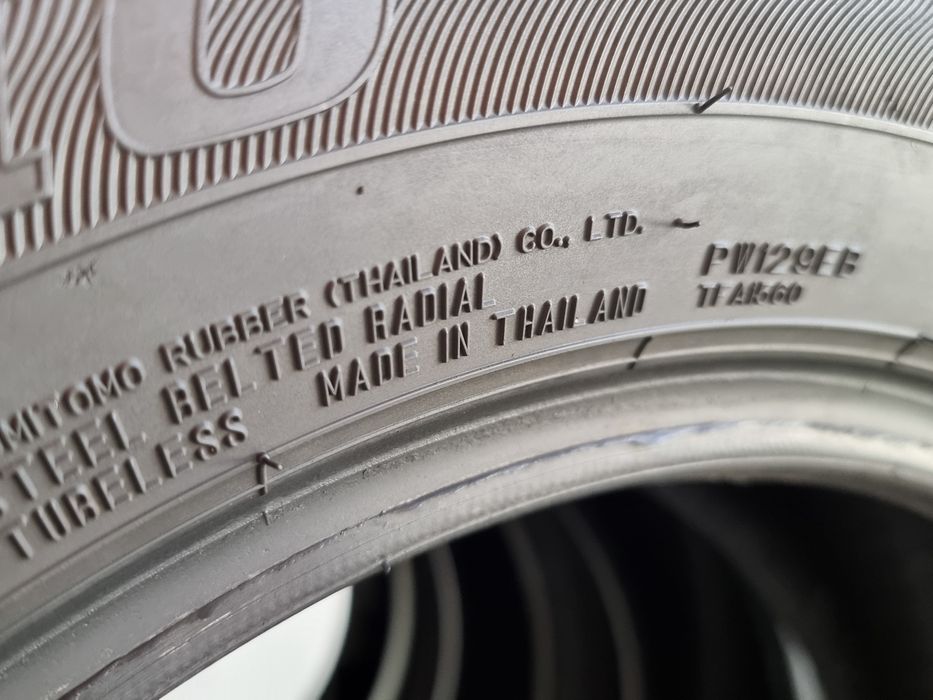 MITOMO RUBBER (THAILAND) CO., LTD.
STEEL BELTED RADIAL
TUBELESS MADE IN THAILAND
PW129EB